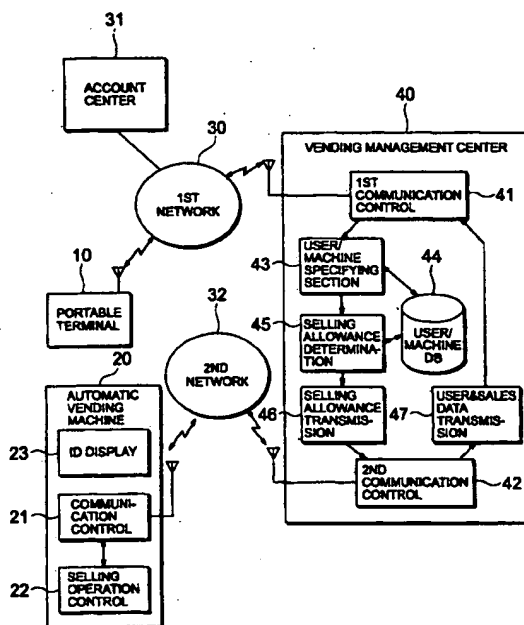 31
ACCOUNT
CENTER
30
1ST
NETWORK
10
PORTABLE
TERMINAL
32
2ND
NETWORK
20
AUTOMATIC
VENDING
MACHINE
23
ID DISPLAY
21
COMMUNI-
CATION
CONTROL
22
SELLING
OPERATION
CONTROL
40
VENDING MANAGEMENT CENTER
1ST
COMMUNICATION
CONTROL
41
43
USER/
MACHINE
SPECIFYING
SECTION
44
USER/
MACHINE
DB
45
SELLING
ALLOWANCE
DETERMINA-
TION
46
SELLING
ALLOWANCE
TRANSMIS-
SION
47
USER&SALES
DATA
TRANSMIS-
SION
2ND
COMMUNICATION
CONTROL
42